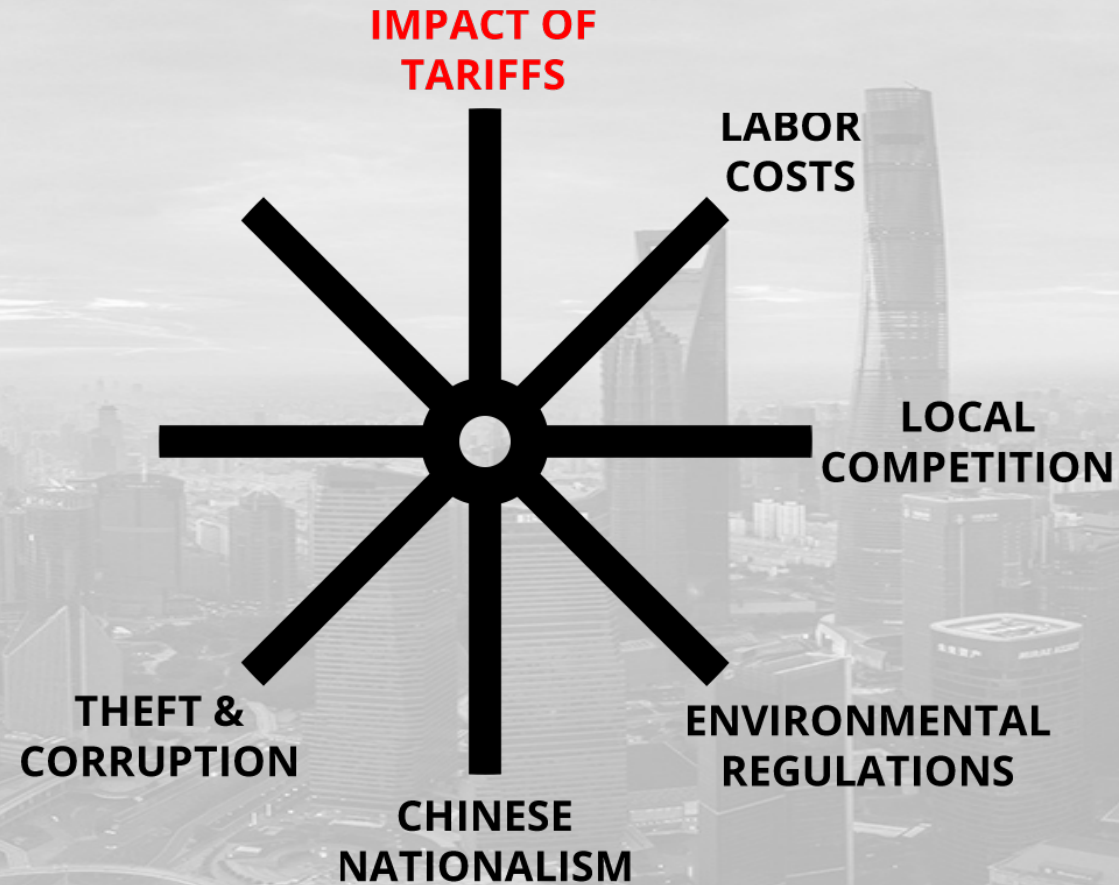 IMPACT OF
TARIFFS
LABOR
COSTS
LOCAL
COMPETITION
ENVIRONMENTAL
REGULATIONS
CHINESE
NATIONALISM
THEFT &
CORRUPTION